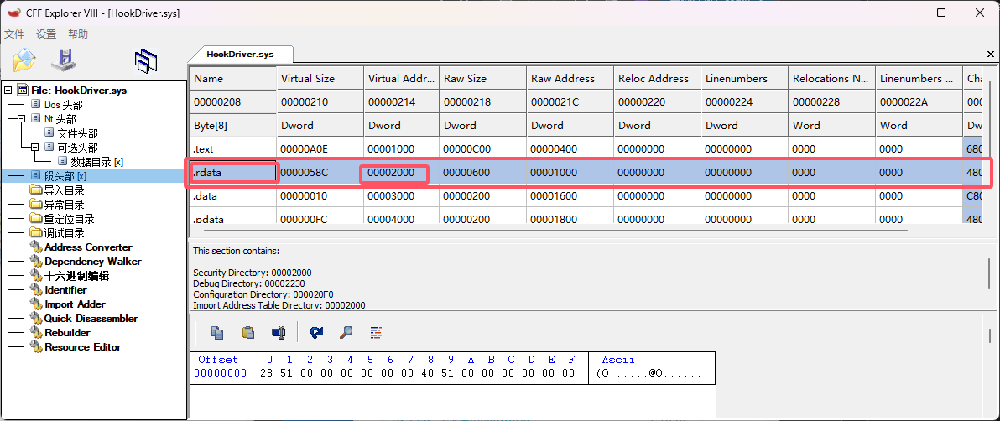 CFF Explorer VIII - [HookDriver.sys]
文件 设置 帮助
HookDriver.sys
File: HookDriver.sys
Dos 头部
Nt 头部
文件头部
可选头部
数据目录 [x]
段头部 [x]
导入目录
异常目录
重定位目录
调试目录
Address Converter
Dependency Walker
十六进制编辑
Identifier
Import Adder
Quick Disassembler
Rebuilder
Resource Editor
Name Virtual Size Virtual Addr... Raw Size Raw Address Reloc Address Linenumbers Relocations N... Linenumbers ... Cha
00000208 00000210 00000214 00000218 0000021C 00000220 00000224 00000228 0000022A 000
Byte[8] Dword Dword Dword Dword Dword Dword Word Word Dw
.text 00000A0E 00001000 00000C00 00000400 00000000 00000000 0000 0000 680
.rdata 0000058C 00002000 00000600 00001000 00000000 00000000 0000 0000 480
.data 00000010 00003000 00000200 00001600 00000000 00000000 0000 0000 C80
.pdata 000000FC 00004000 00000200 00001800 00000000 00000000 0000 0000 480
This section contains:
Security Directory: 00002000
Debug Directory: 00002230
Configuration Directory: 000020F0
Import Address Table Directory: 00002000
Offset 0 1 2 3 4 5 6 7 8 9 A B C D E F Ascii
00000000 28 51 00 00 00 00 00 00 40 51 00 00 00 00 00 00 (Q......@Q......